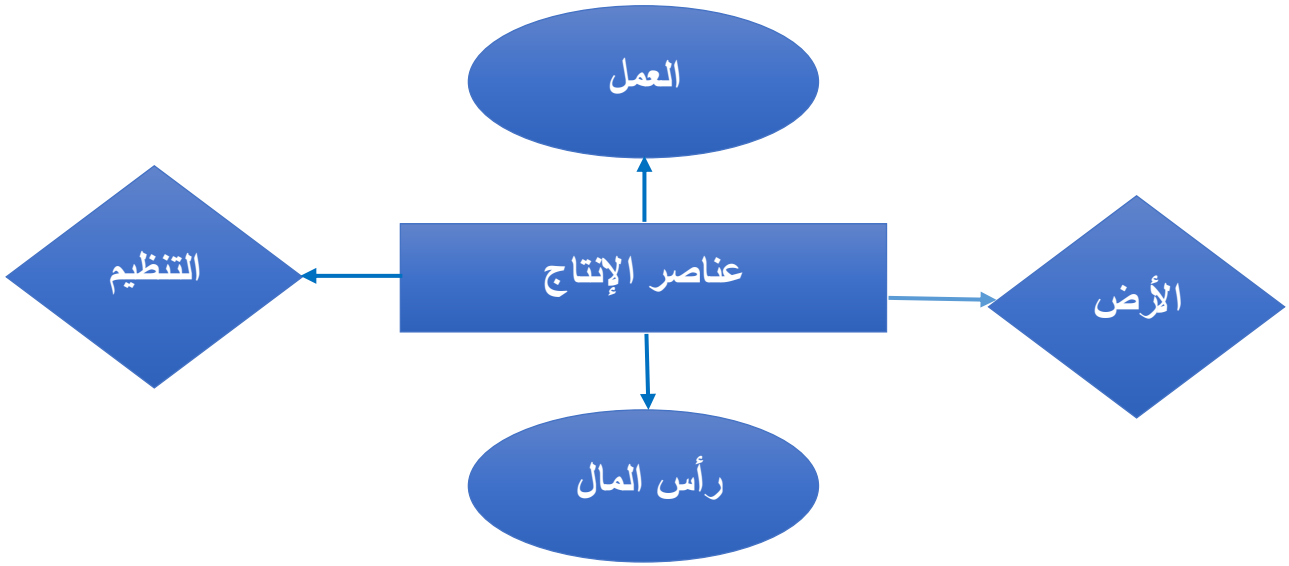 العمل
التنظيم
عناصر الإنتاج
الأرض
رأس المال